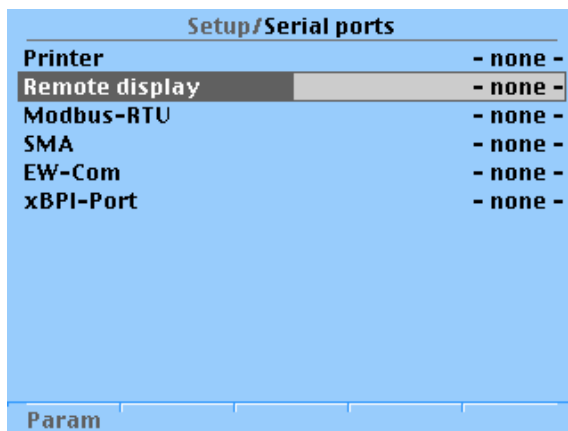 Setup/Serial ports
Printer - none -
Remote display - none -
Modbus-RTU - none -
SMA - none -
EW-Com - none -
xBPI-Port - none -
Param